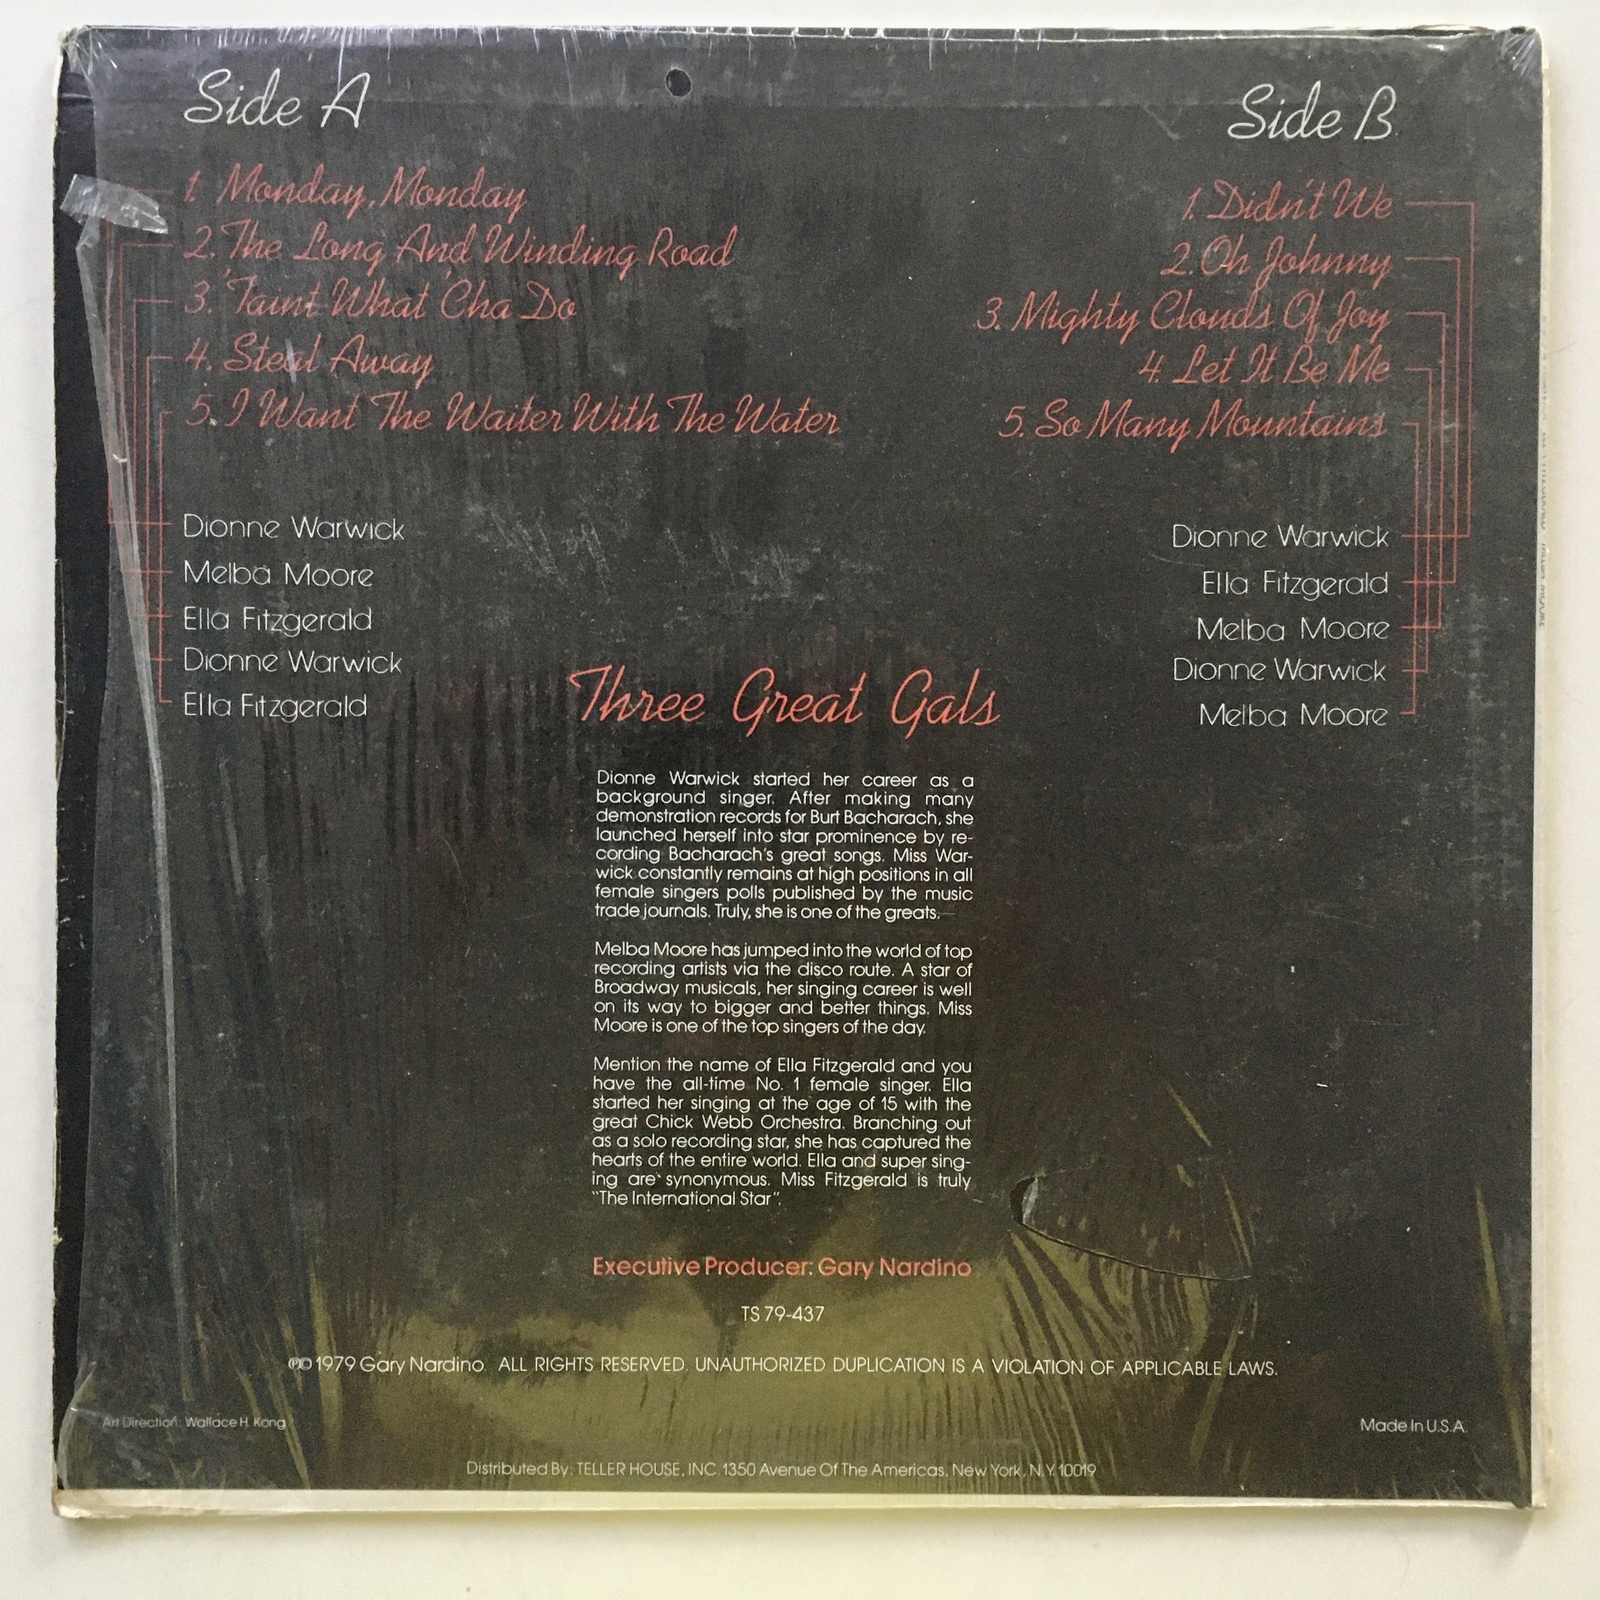 Side A
1. Monday, Monday
2. The Long And Winding Road
3. 'Taint What 'Cha Do
4. Steal Away
5. I Want The Waiter With The Water
Dionne Warwick
Melba Moore
Ella Fitzgerald
Dionne Warwick
Ella Fitzgerald
Side B
1. Didn't We
2. Oh Johnny
3. Mighty Clouds Of Joy
4. Let It Be Me
5. So Many Mountains
Dionne Warwick
Ella Fitzgerald
Melba Moore
Dionne Warwick
Melba Moore
Three Great Gals
Dionne Warwick started her career as a
background singer. After making many
demonstration records for Burt Bacharach, she
launched herself into star prominence by re-
cording Bacharach's great songs. Miss War-
wick constantly remains at high positions in all
female singers polls published by the music
trade journals. Truly, she is one of the greats.
Melba Moore has jumped into the world of top
recording artists via the disco route. A star of
Broadway musicals, her singing career is well
on its way to bigger and better things. Miss
Moore is one of the top singers of the day.
Mention the name of Ella Fitzgerald and you
have the all-time No. 1 female singer. Ella
started her singing at the age of 15 with the
great Chick Webb Orchestra. Branching out
as a solo recording star, she has captured the
hearts of the entire world. Ella and super sing-
ing are synonymous. Miss Fitzgerald is truly
"The International Star".
Executive Producer: Gary Nardino
TS 79-437
℗© 1979 Gary Nardino. ALL RIGHTS RESERVED. UNAUTHORIZED DUPLICATION IS A VIOLATION OF APPLICABLE LAWS.
Art Direction: Wallace H. Kong
Made In U.S.A.
Distributed By: TELLER HOUSE, INC. 1350 Avenue Of The Americas, New York, N.Y. 10019